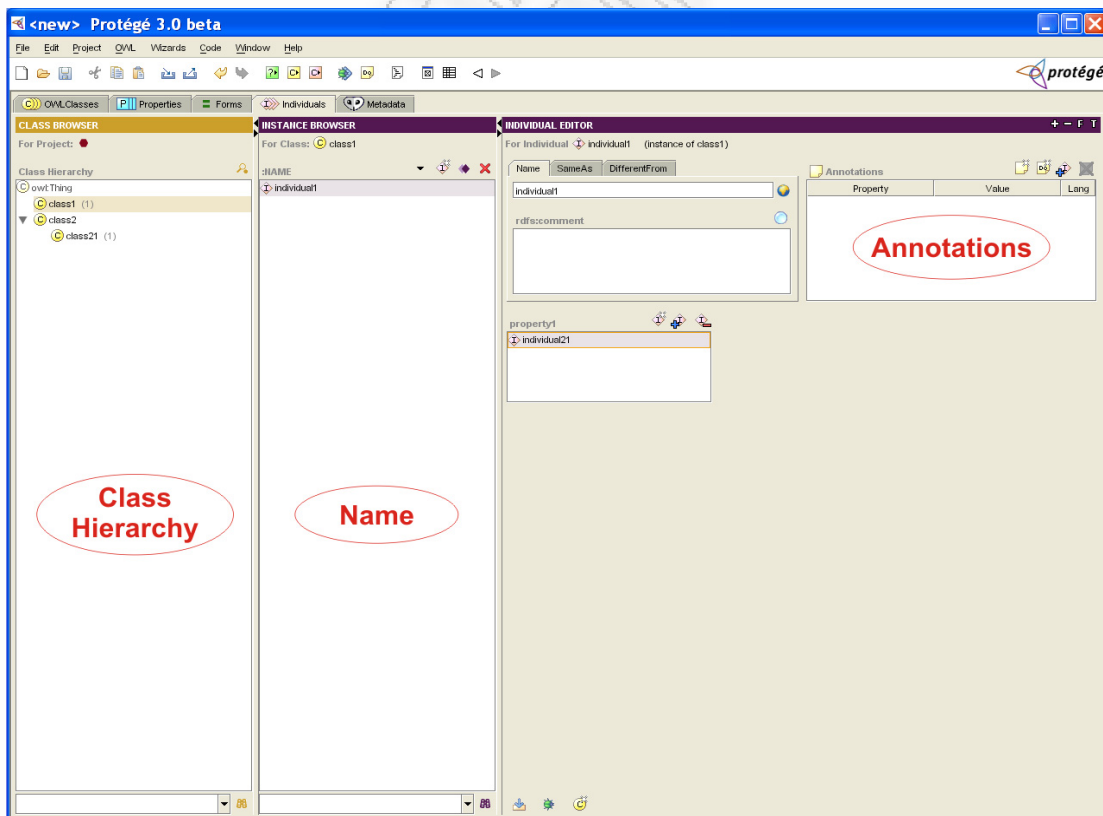 <new> Protégé 3.0 beta
File Edit Project OWL Wizards Code Window Help
protégé
OWLClasses Properties Forms Individuals Metadata
CLASS BROWSER
For Project:
Class Hierarchy
owl:Thing
class1 (1)
class2
class21 (1)
Class
Hierarchy
INSTANCE BROWSER
For Class: class1
:NAME
individual1
Name
INDIVIDUAL EDITOR
+ − F T
For Individual individual1 (instance of class1)
Name SameAs DifferentFrom
individual1
rdfs:comment
Annotations
Property Value Lang
Annotations
property1
individual21